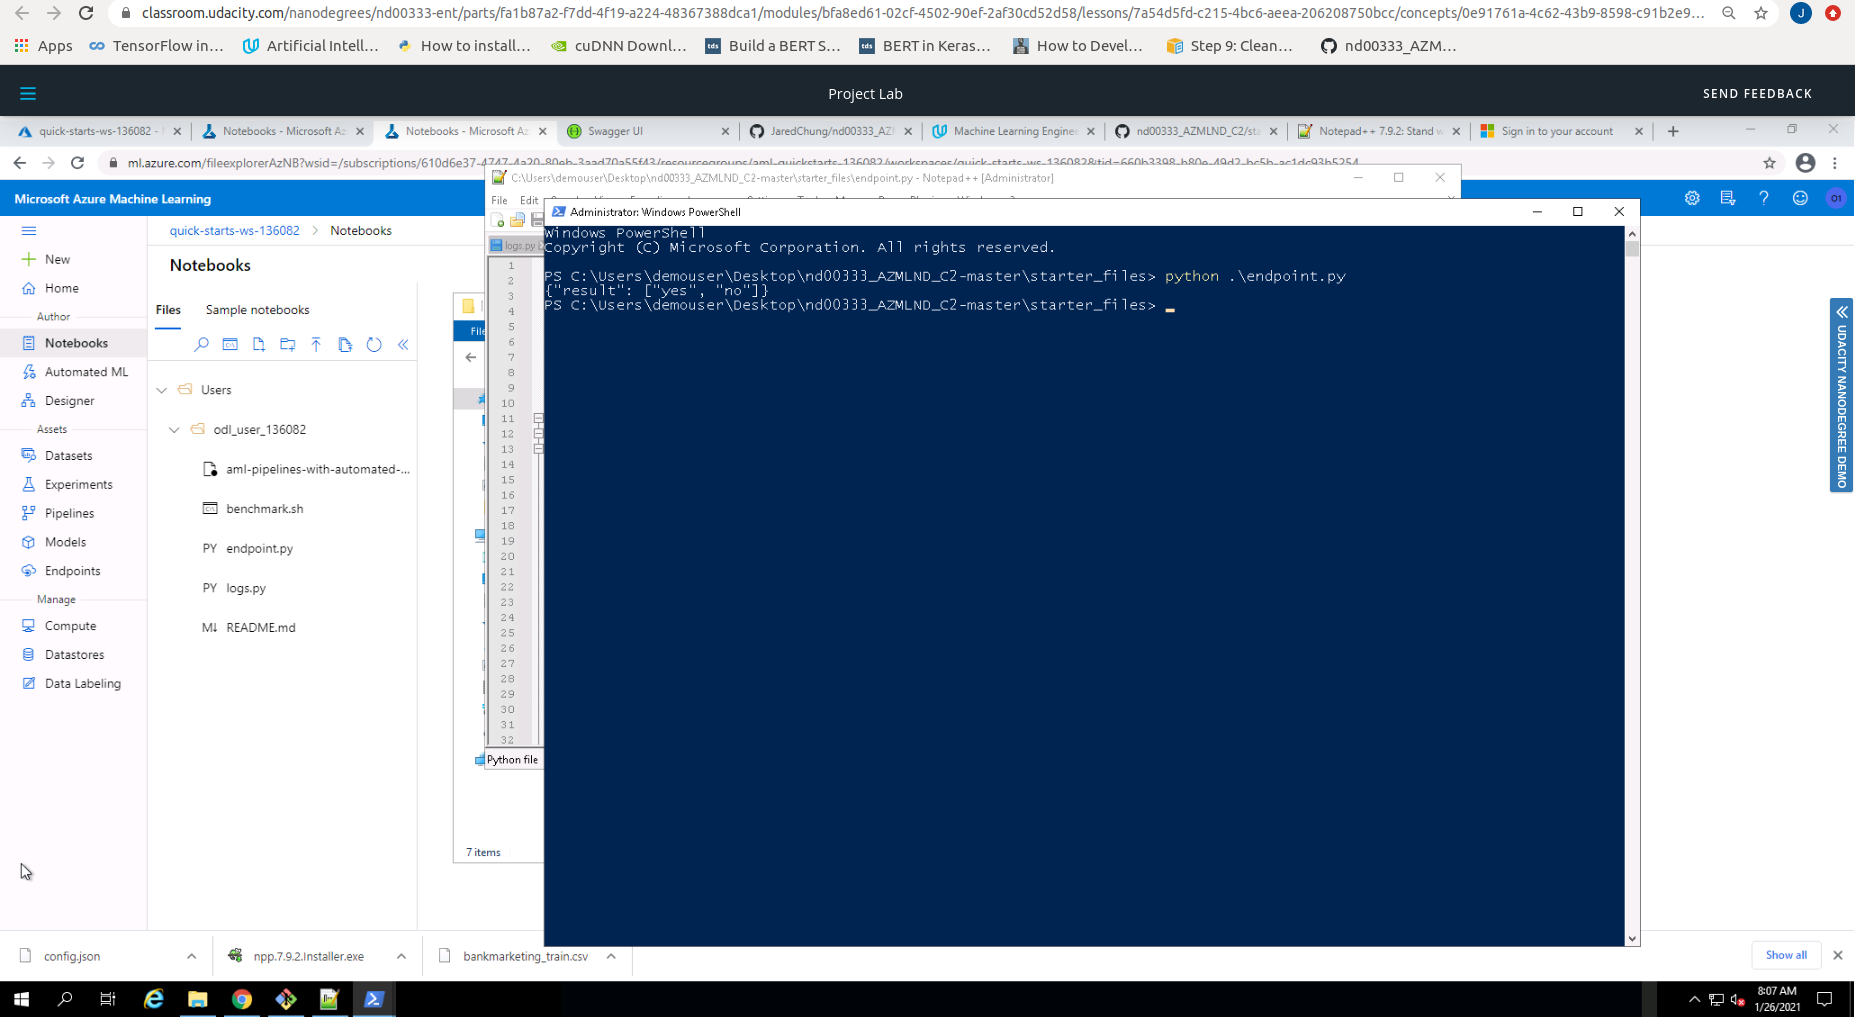 classroom.udacity.com/nanodegrees/nd00333-ent/parts/fa1b87a2-f7dd-4f19-a224-48367388dca1/modules/bfa8ed61-02cf-4502-90ef-2af30cd52d58/lessons/7a54d5fd-c215-4bc6-aeea-206208750bcc/concepts/0e91761a-4c62-43b9-8598-c91b2e9... J
Apps TensorFlow in... Artificial Intell... How to install... cuDNN Downl... tds Build a BERT S... tds BERT in Keras... How to Devel... Step 9: Clean... nd00333_AZM...
Project Lab SEND FEEDBACK
quick-starts-ws-136082 - Notebooks - Microsoft Az Notebooks - Microsoft Az Swagger UI JaredChung/nd00333_AZ Machine Learning Engine nd00333_AZMLND_C2/sta Notepad++ 7.9.2: Stand w Sign in to your account
ml.azure.com/fileexplorerAzNB?wsid=/subscriptions/610d6e37-4747-4a20-80eb-3aad70a55f43/resourcegroups/aml-quickstarts-136082/workspaces/quick-starts-ws-136082&tid=660b3398-b80e-49d2-bc5b-ac1dc93b5254
C:\Users\demouser\Desktop\nd00333_AZMLND_C2-master\starter_files\endpoint.py - Notepad++ [Administrator]
Microsoft Azure Machine Learning O1
File Edit
Administrator: Windows PowerShell
quick-starts-ws-136082 > Notebooks
Notebooks
Files Sample notebooks
New
Home
Author
Notebooks
Automated ML
Designer
Assets
Datasets
Experiments
Pipelines
Models
Endpoints
Manage
Compute
Datastores
Data Labeling
Users
odl_user_136082
aml-pipelines-with-automated-...
benchmark.sh
PY endpoint.py
PY logs.py
M↓ README.md
File
7 items
logs.py
1
2
3
4
5
6
7
8
9
10
11
12
13
14
15
16
17
18
19
20
21
22
23
24
25
26
27
28
29
30
31
32
Python file
Windows PowerShell
Copyright (C) Microsoft Corporation. All rights reserved.
PS C:\Users\demouser\Desktop\nd00333_AZMLND_C2-master\starter_files> python .\endpoint.py
{"result": ["yes", "no"]}
PS C:\Users\demouser\Desktop\nd00333_AZMLND_C2-master\starter_files>
UDACITY NANODEGREE DEMO
config.json npp.7.9.2.Installer.exe bankmarketing_train.csv Show all
8:07 AM
1/26/2021